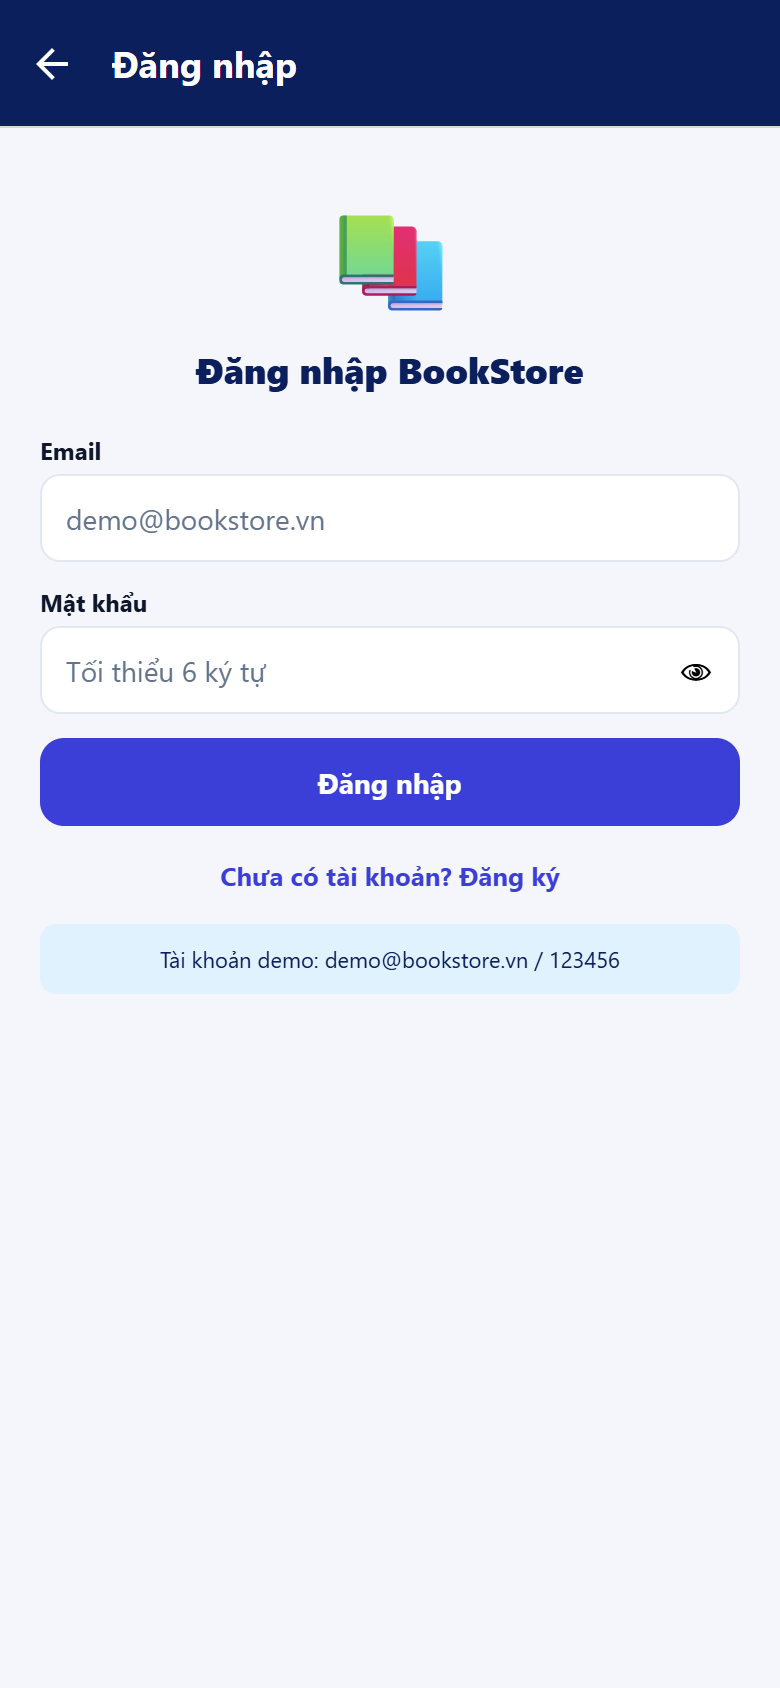 Đăng nhập
Đăng nhập BookStore
Email
demo@bookstore.vn
Mật khẩu
Tối thiểu 6 ký tự
Đăng nhập
Chưa có tài khoản? Đăng ký
Tài khoản demo: demo@bookstore.vn / 123456